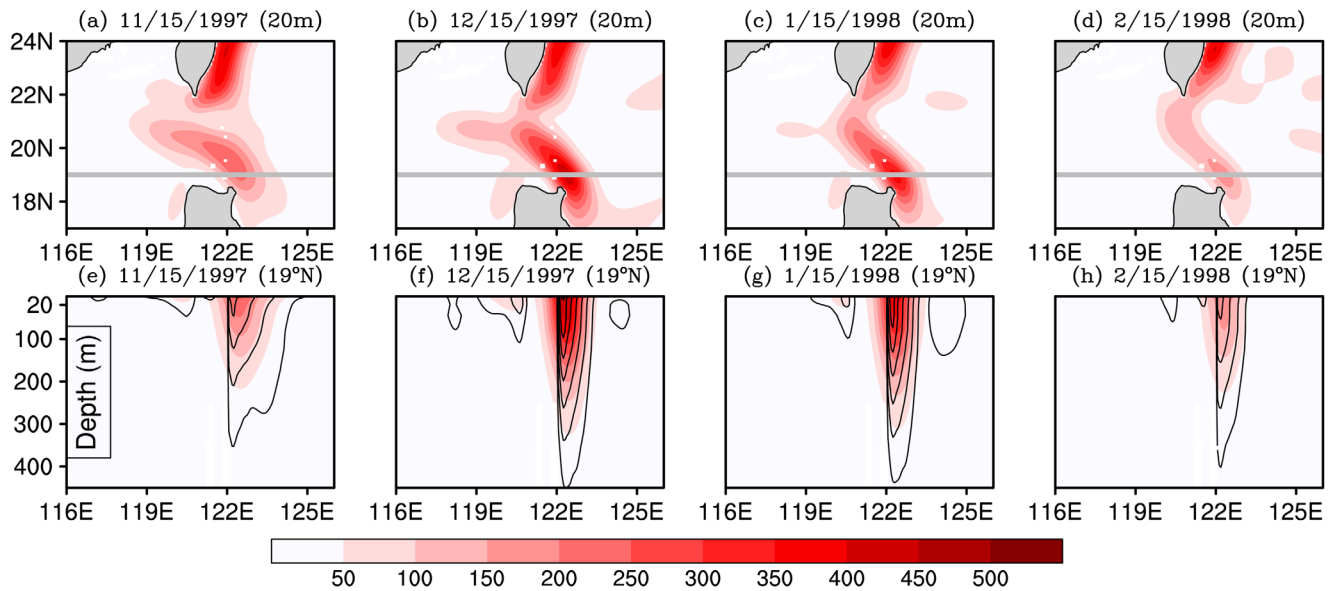 (a) 11/15/1997 (20m)
(b) 12/15/1997 (20m)
(c) 1/15/1998 (20m)
(d) 2/15/1998 (20m)
24N
22N
20N
18N
116E 119E 122E 125E
116E 119E 122E 125E
116E 119E 122E 125E
116E 119E 122E 125E
(e) 11/15/1997 (19°N)
(f) 12/15/1997 (19°N)
(g) 1/15/1998 (19°N)
(h) 2/15/1998 (19°N)
20
100
200
300
400
Depth (m)
116E 119E 122E 125E
116E 119E 122E 125E
116E 119E 122E 125E
116E 119E 122E 125E
50 100 150 200 250 300 350 400 450 500